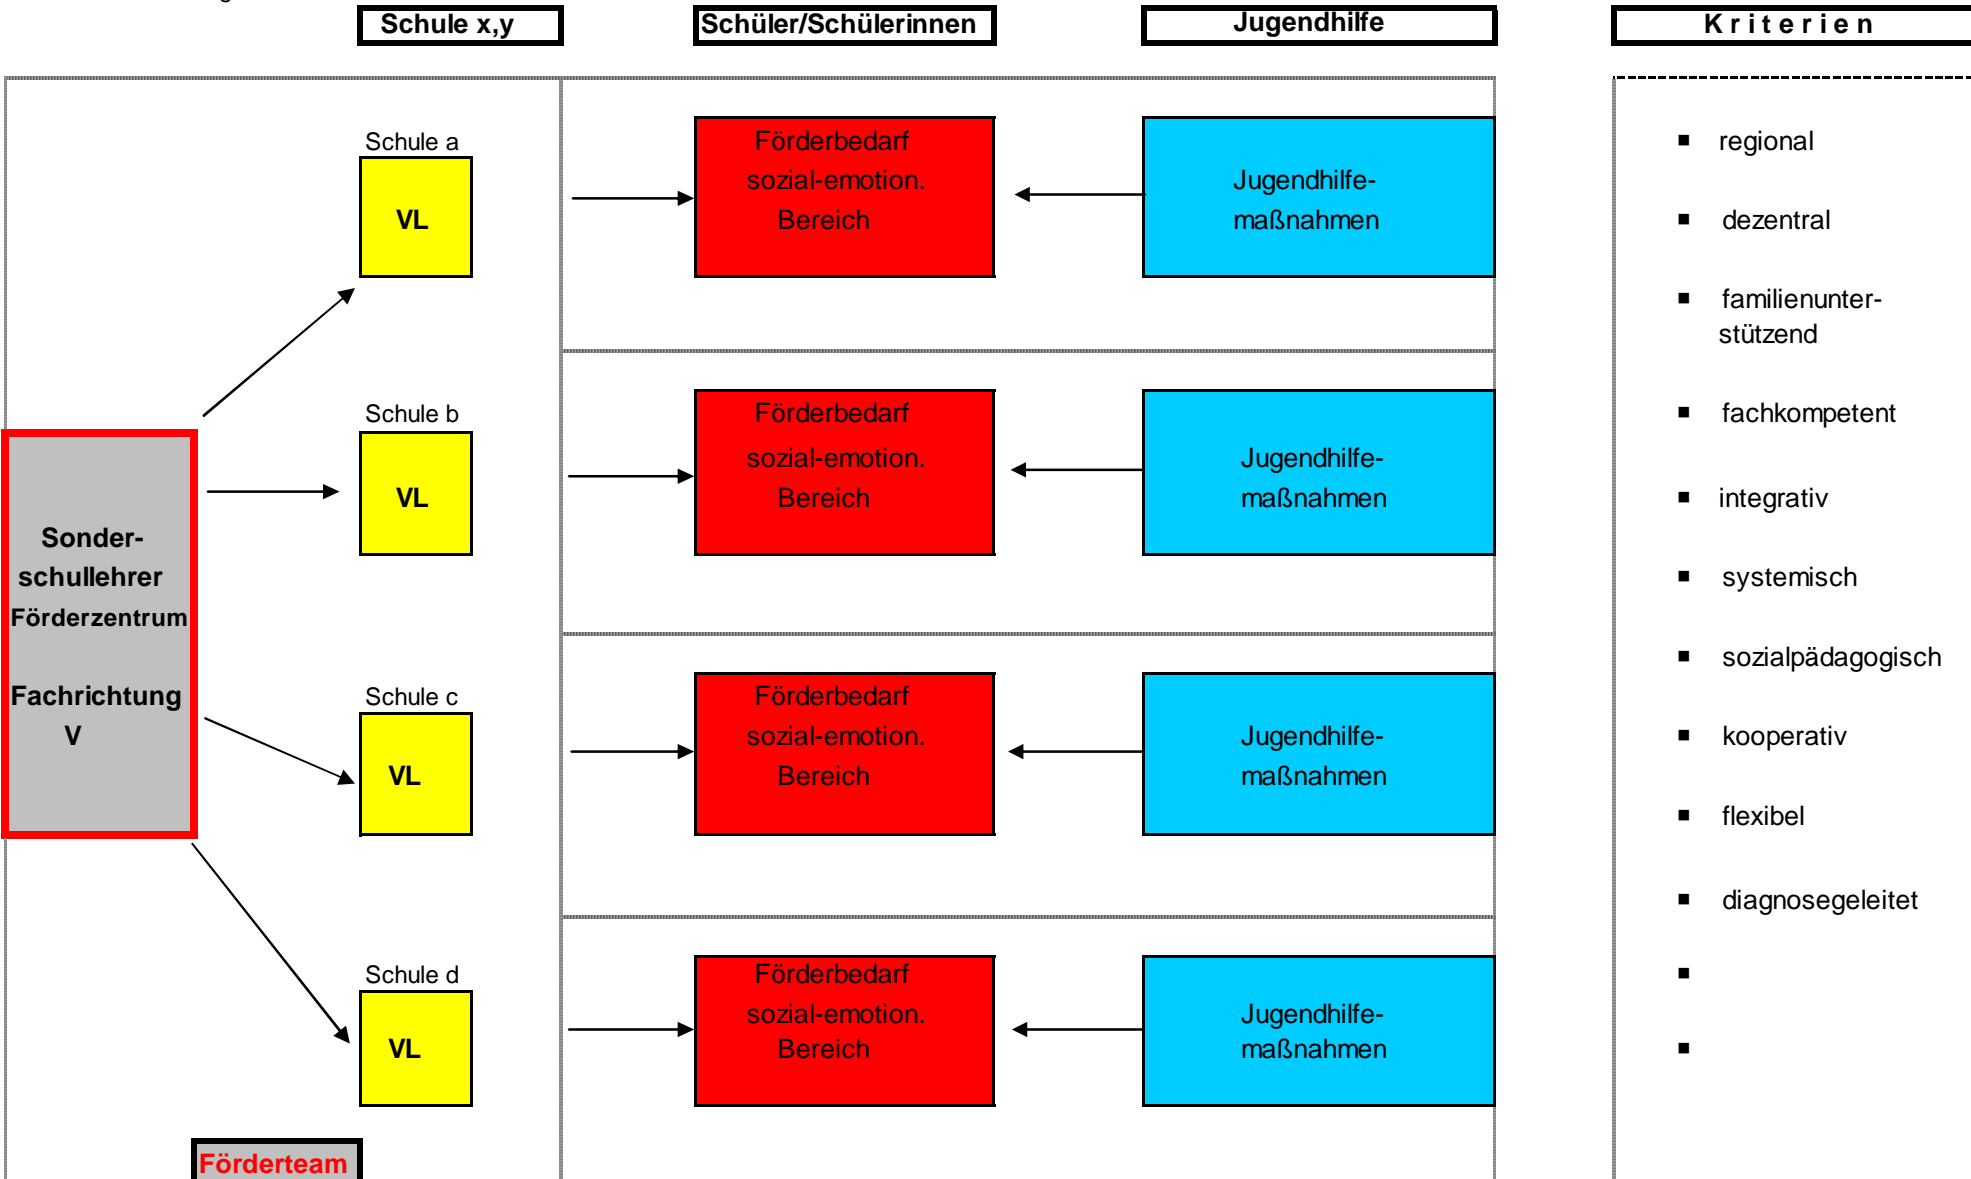 Schule x,y
Schüler/Schülerinnen
Jugendhilfe
K r i t e r i e n
Schule a
VL
Förderbedarf
sozial-emotion.
Bereich
Jugendhilfe-
maßnahmen
Schule b
VL
Förderbedarf
sozial-emotion.
Bereich
Jugendhilfe-
maßnahmen
Sonder-
schullehrer
Förderzentrum
Fachrichtung
V
Schule c
VL
Förderbedarf
sozial-emotion.
Bereich
Jugendhilfe-
maßnahmen
Schule d
VL
Förderbedarf
sozial-emotion.
Bereich
Jugendhilfe-
maßnahmen
Förderteam
▪ regional
▪ dezentral
▪ familienunter-
stützend
▪ fachkompetent
▪ integrativ
▪ systemisch
▪ sozialpädagogisch
▪ kooperativ
▪ flexibel
▪ diagnosegeleitet
▪
▪